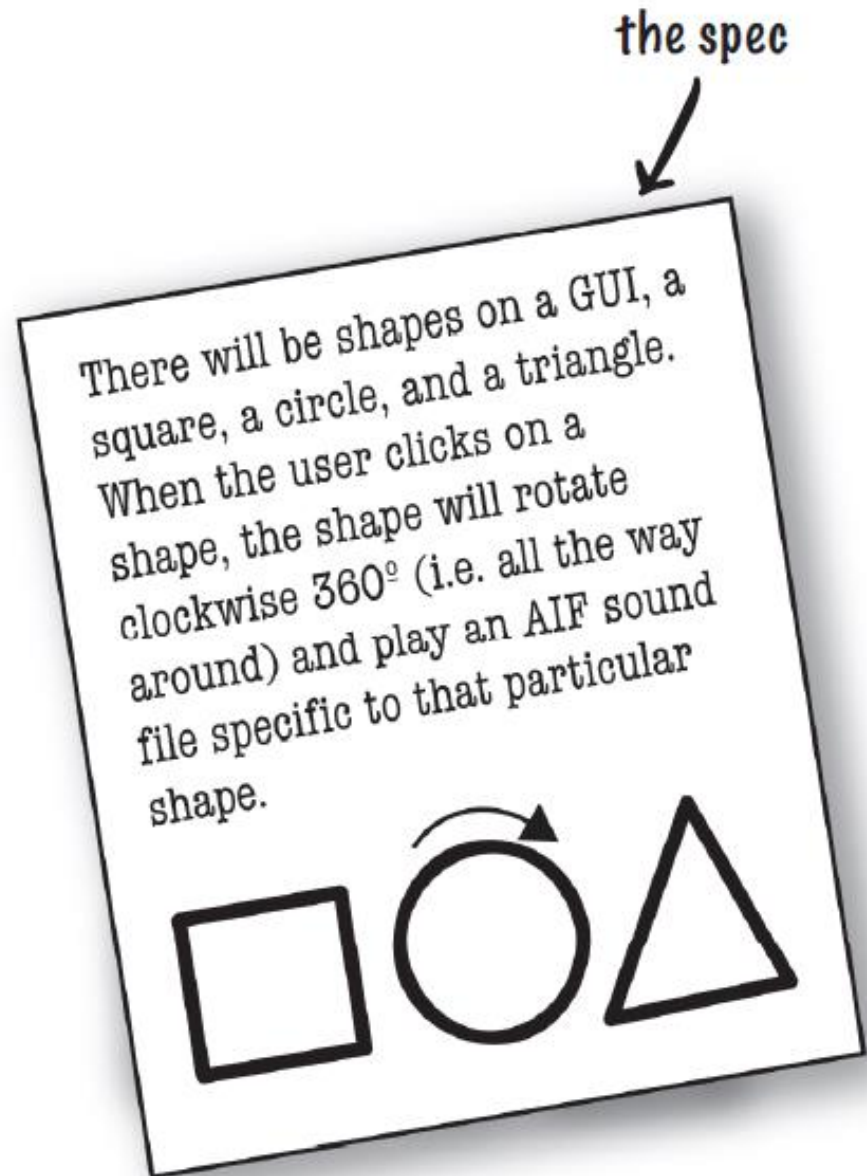 the spec
There will be shapes on a GUI, a
square, a circle, and a triangle.
When the user clicks on a
shape, the shape will rotate
clockwise 360º (i.e. all the way
around) and play an AIF sound
file specific to that particular
shape.